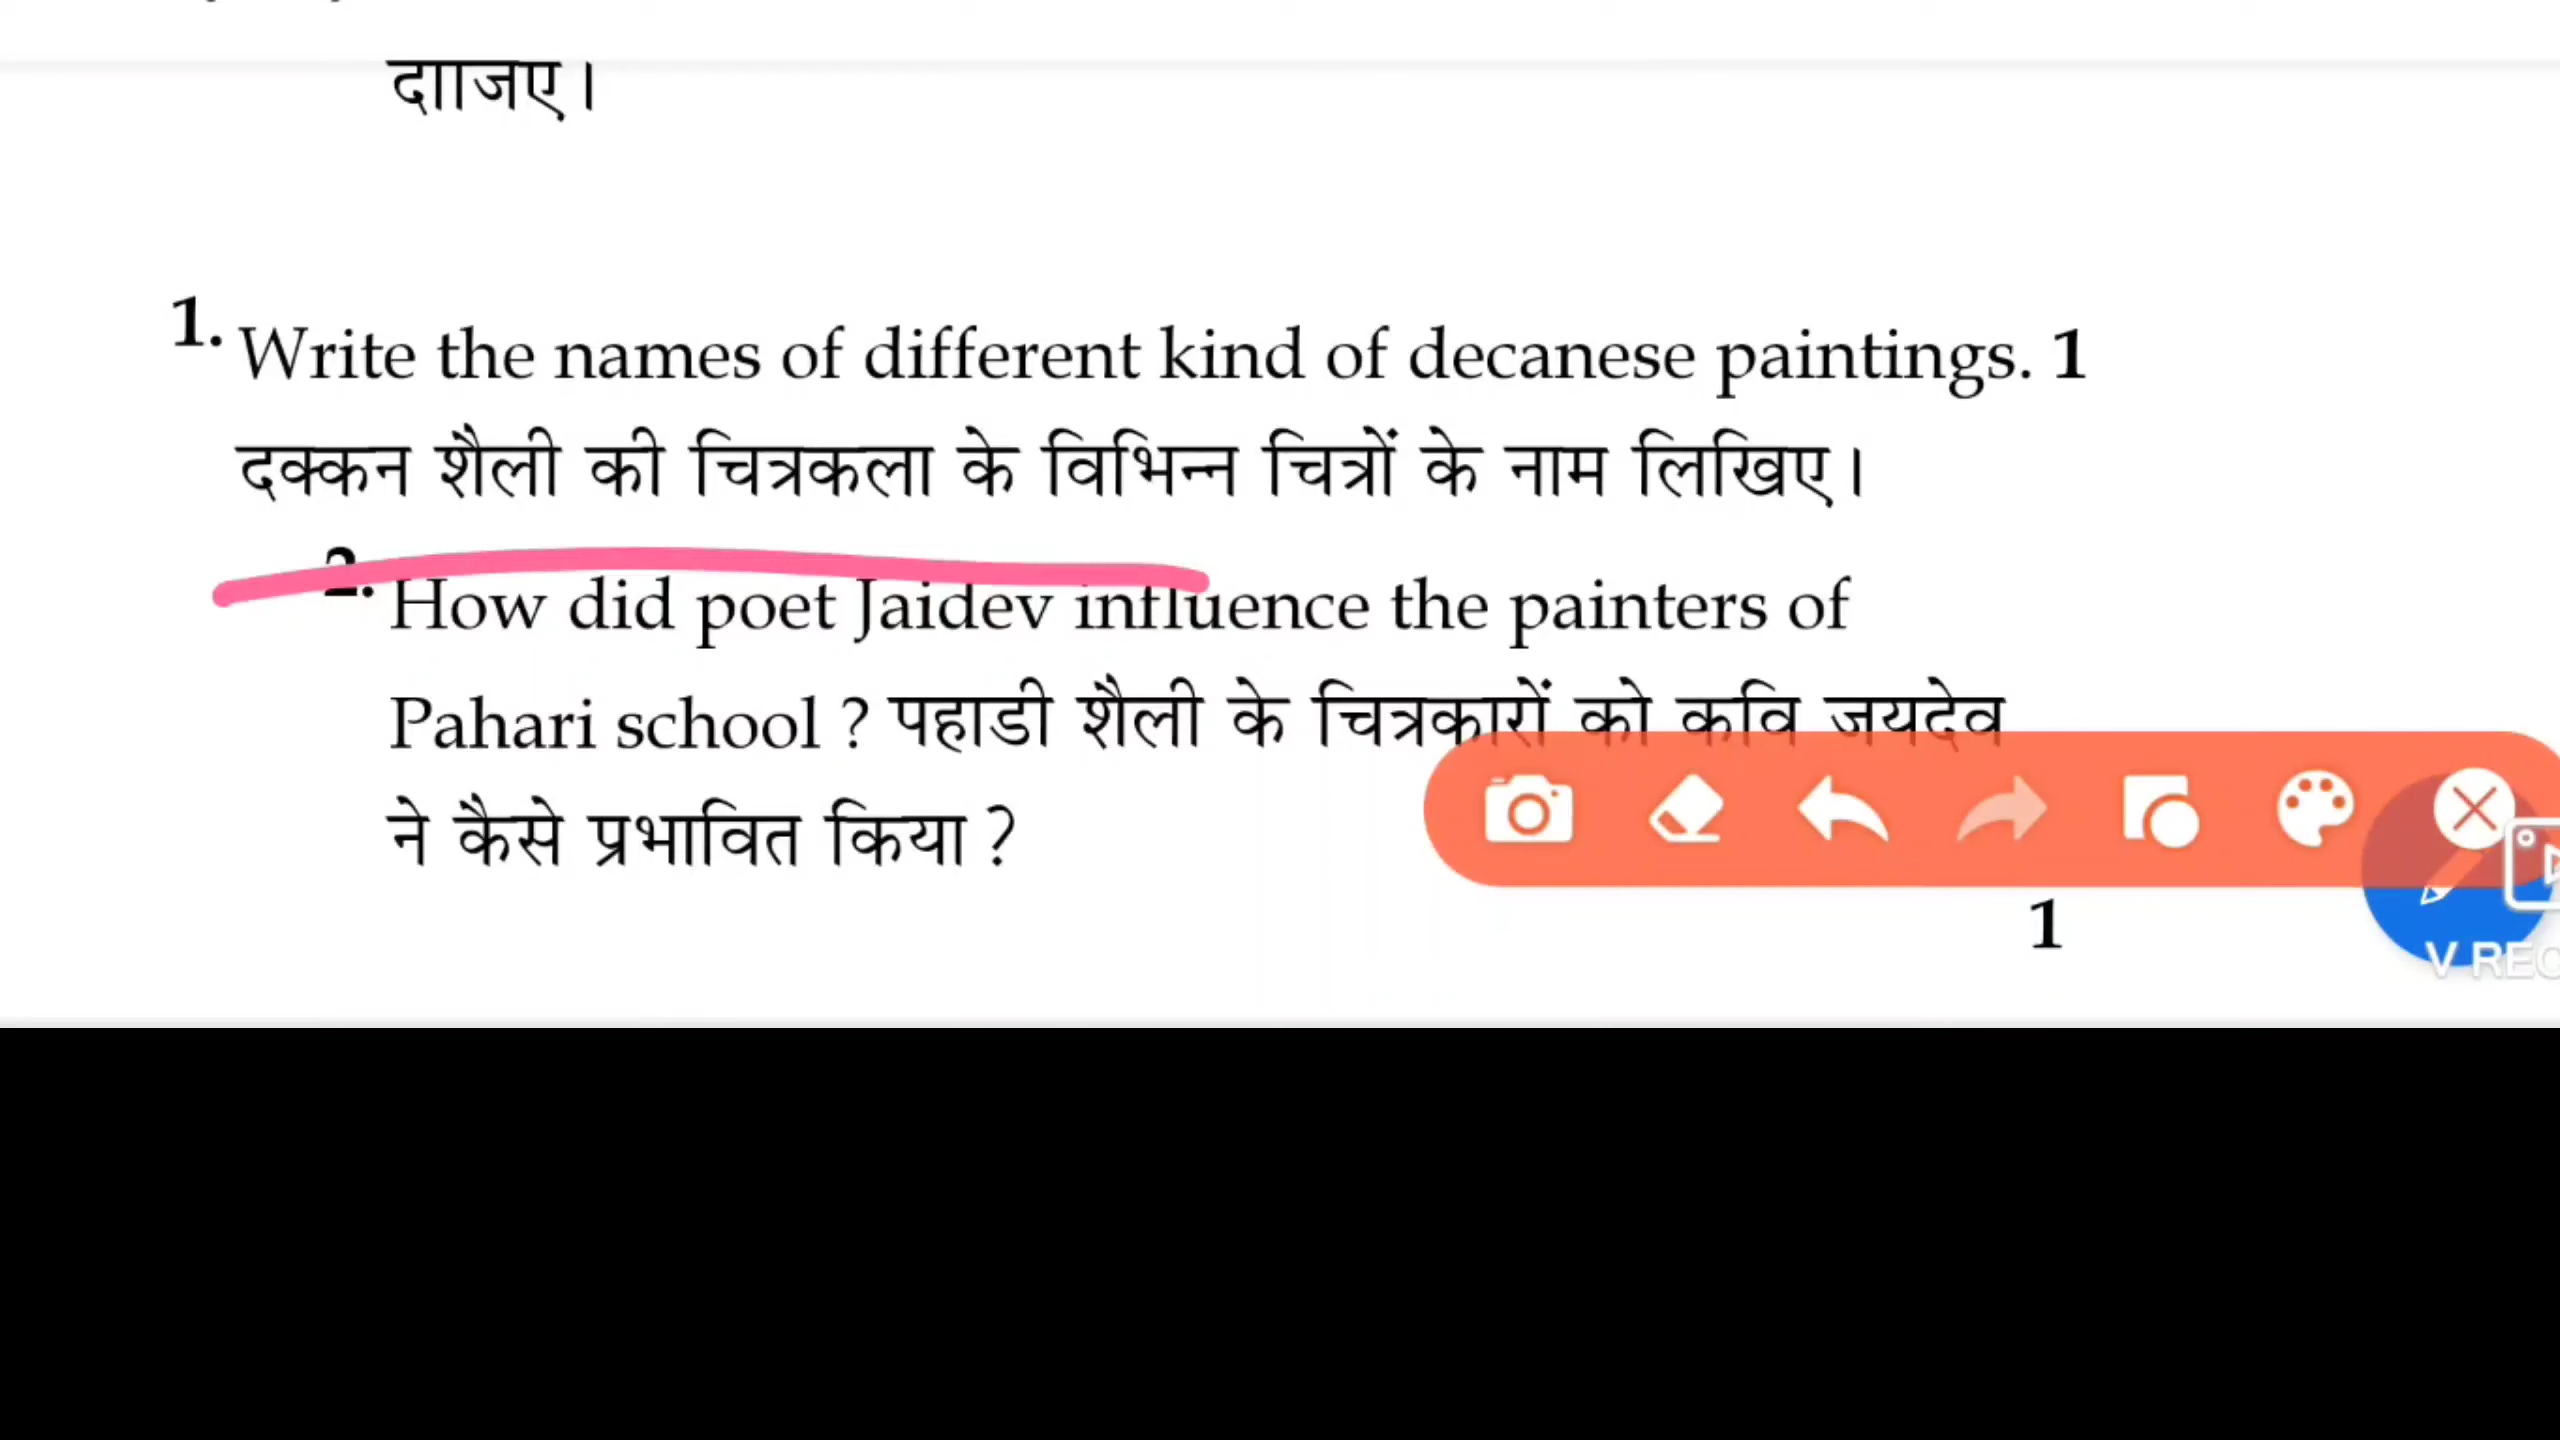 दीजिए।
1. Write the names of different kind of decanese paintings. 1
दक्कन शैली की चित्रकला के विभिन्न चित्रों के नाम लिखिए।
2. How did poet Jaidev influence the painters of
Pahari school ? पहाडी शैली के चित्रकारों को कवि जयदेव
ने कैसे प्रभावित किया ?
1
V REC